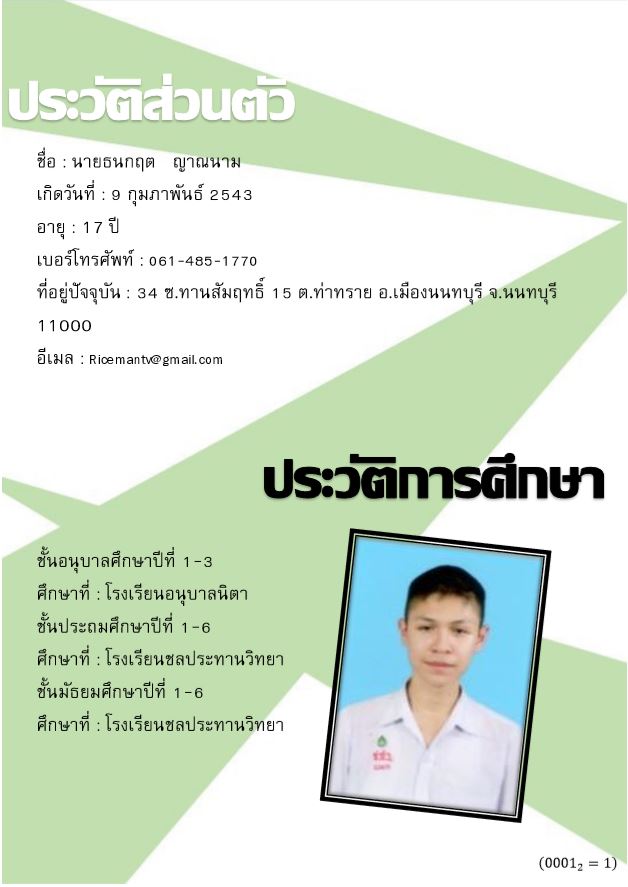 ประวัติส่วนตัว
ชื่อ : นายธนกฤต ญาณนาม
เกิดวันที่ : 9 กุมภาพันธ์ 2543
อายุ : 17 ปี
เบอร์โทรศัพท์ : 061-485-1770
ที่อยู่ปัจจุบัน : 34 ซ.ทานสัมฤทธิ์ 15 ต.ท่าทราย อ.เมืองนนทบุรี จ.นนทบุรี
11000
อีเมล : Ricemantv@gmail.com
ประวัติการศึกษา
ชั้นอนุบาลศึกษาปีที่ 1-3
ศึกษาที่ : โรงเรียนอนุบาลนิตา
ชั้นประถมศึกษาปีที่ 1-6
ศึกษาที่ : โรงเรียนชลประทานวิทยา
ชั้นมัธยมศึกษาปีที่ 1-6
ศึกษาที่ : โรงเรียนชลประทานวิทยา
(0001₂ = 1)